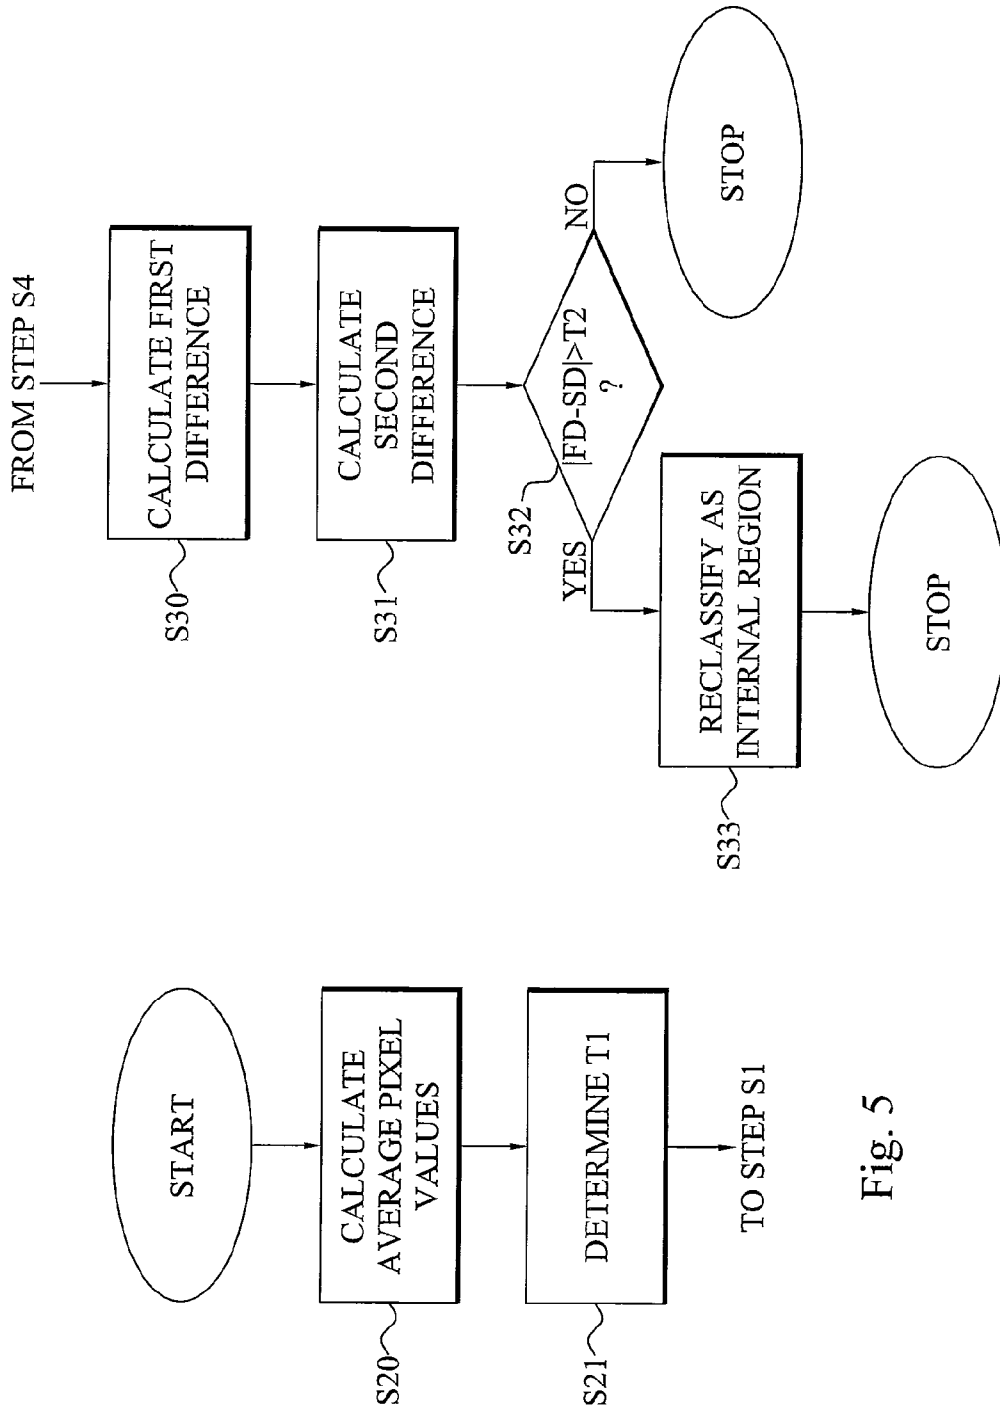 START
S20
CALCULATE
AVERAGE PIXEL
VALUES
S21
DETERMINE T1
TO STEP S1
Fig. 5
FROM STEP S4
S30
CALCULATE FIRST
DIFFERENCE
S31
CALCULATE
SECOND
DIFFERENCE
S32
|FD-SD|>T2
?
YES
NO
S33
RECLASSIFY AS
INTERNAL REGION
STOP
STOP